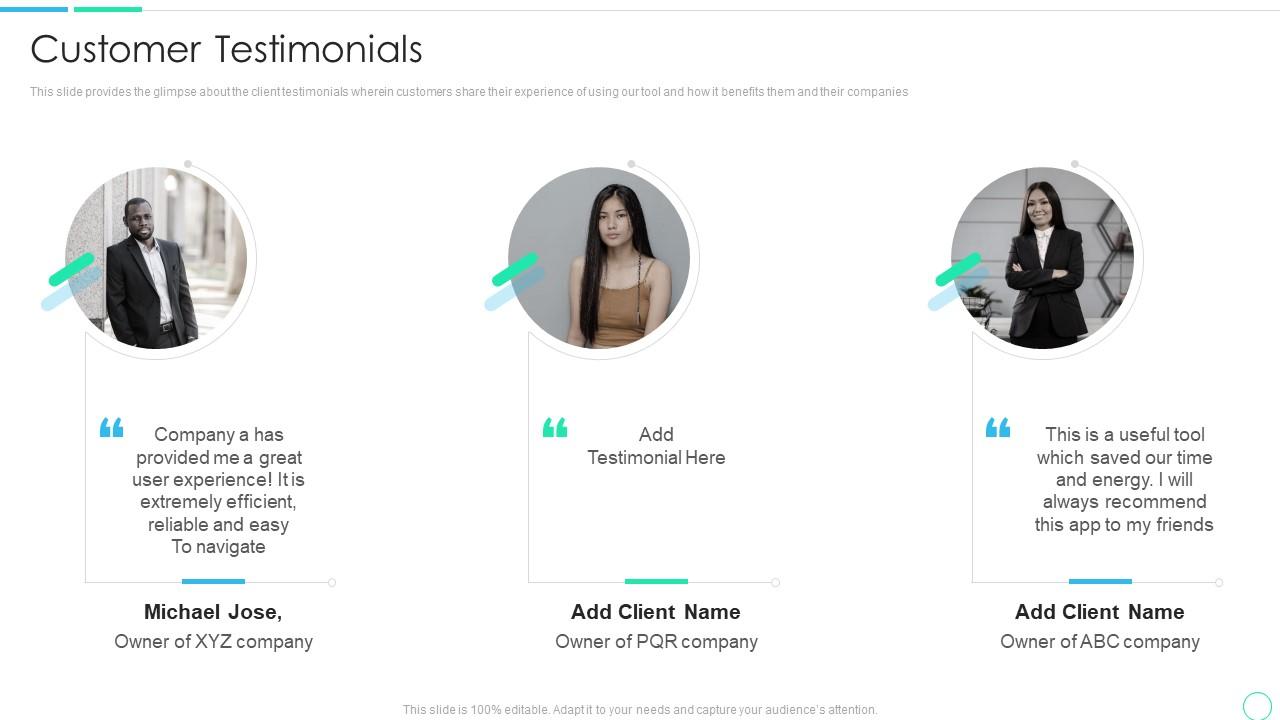 Customer Testimonials
This slide provides the glimpse about the client testimonials wherein customers share their experience of using our tool and how it benefits them and their companies
Company a has
provided me a great
user experience! It is
extremely efficient,
reliable and easy
To navigate
Michael Jose,
Owner of XYZ company
Add
Testimonial Here
Add Client Name
Owner of PQR company
This is a useful tool
which saved our time
and energy. I will
always recommend
this app to my friends
Add Client Name
Owner of ABC company
This slide is 100% editable. Adapt it to your needs and capture your audience's attention.